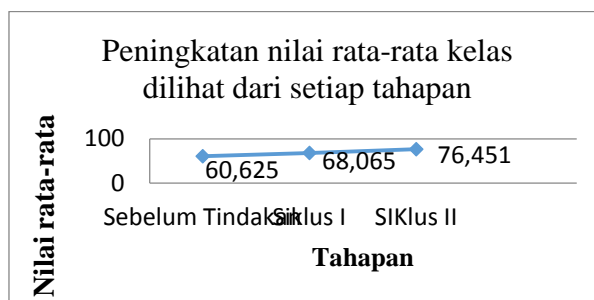 Peningkatan nilai rata-rata kelas
dilihat dari setiap tahapan
Nilai rata-rata
100
0
60,625
68,065
76,451
Sebelum Tindakan
Siklus I
SIKlus II
Tahapan